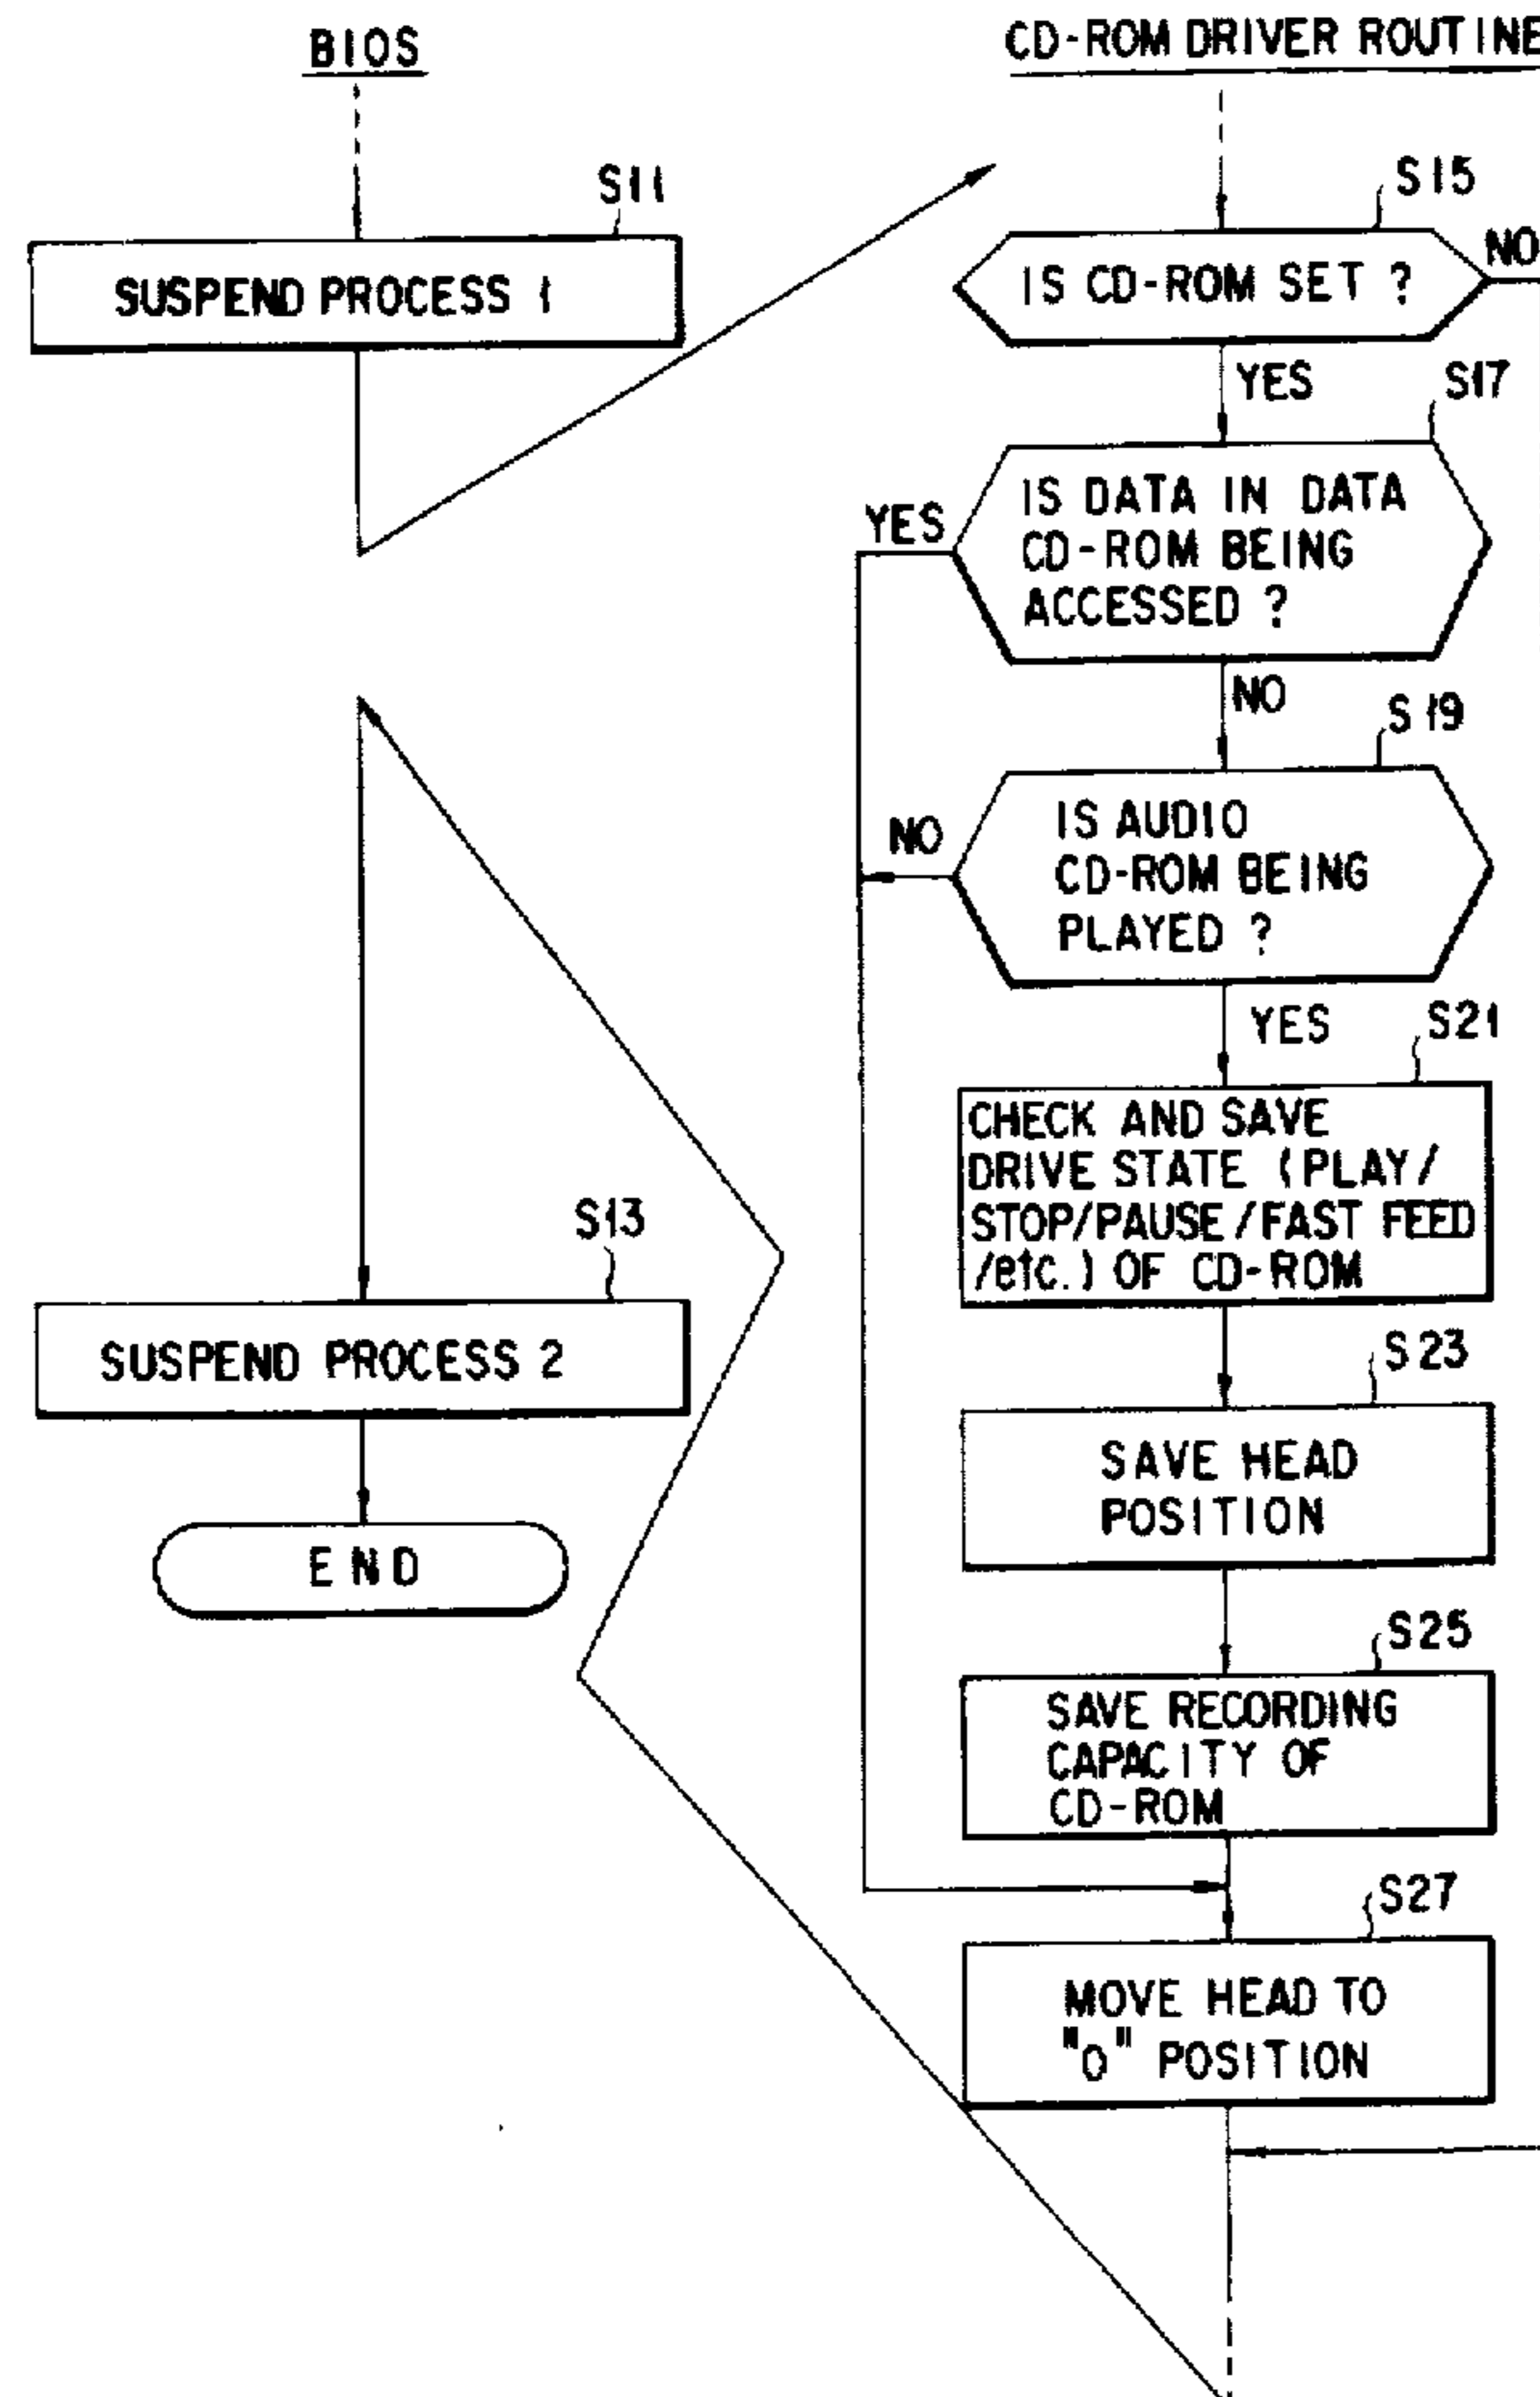 BIOS
S11
SUSPEND PROCESS 1
S13
SUSPEND PROCESS 2
END
CD-ROM DRIVER ROUTINE
S15
IS CD-ROM SET ?
NO
YES
S17
IS DATA IN DATA
CD-ROM BEING
ACCESSED ?
YES
NO
S19
IS AUDIO
CD-ROM BEING
PLAYED ?
NO
YES
S21
CHECK AND SAVE
DRIVE STATE (PLAY/
STOP/PAUSE/FAST FEED
/etc.) OF CD-ROM
S23
SAVE HEAD
POSITION
S25
SAVE RECORDING
CAPACITY OF
CD-ROM
S27
MOVE HEAD TO
"0" POSITION